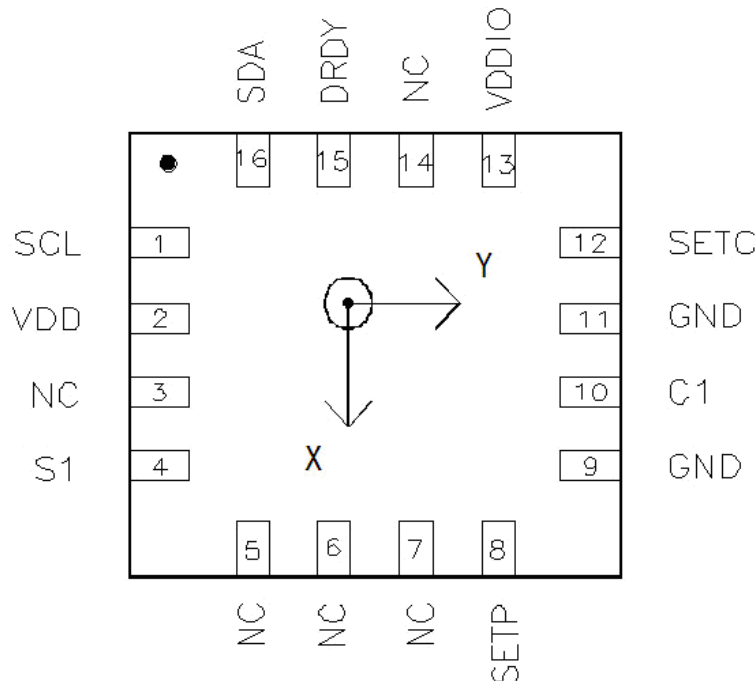 SDA DRDY NC VDDIO
16 15 14 13
SCL 1 12 SETC
Y
VDD 2 11 GND
NC 3 10 C1
X
S1 4 9 GND
5 6 7 8
NC NC NC SETP